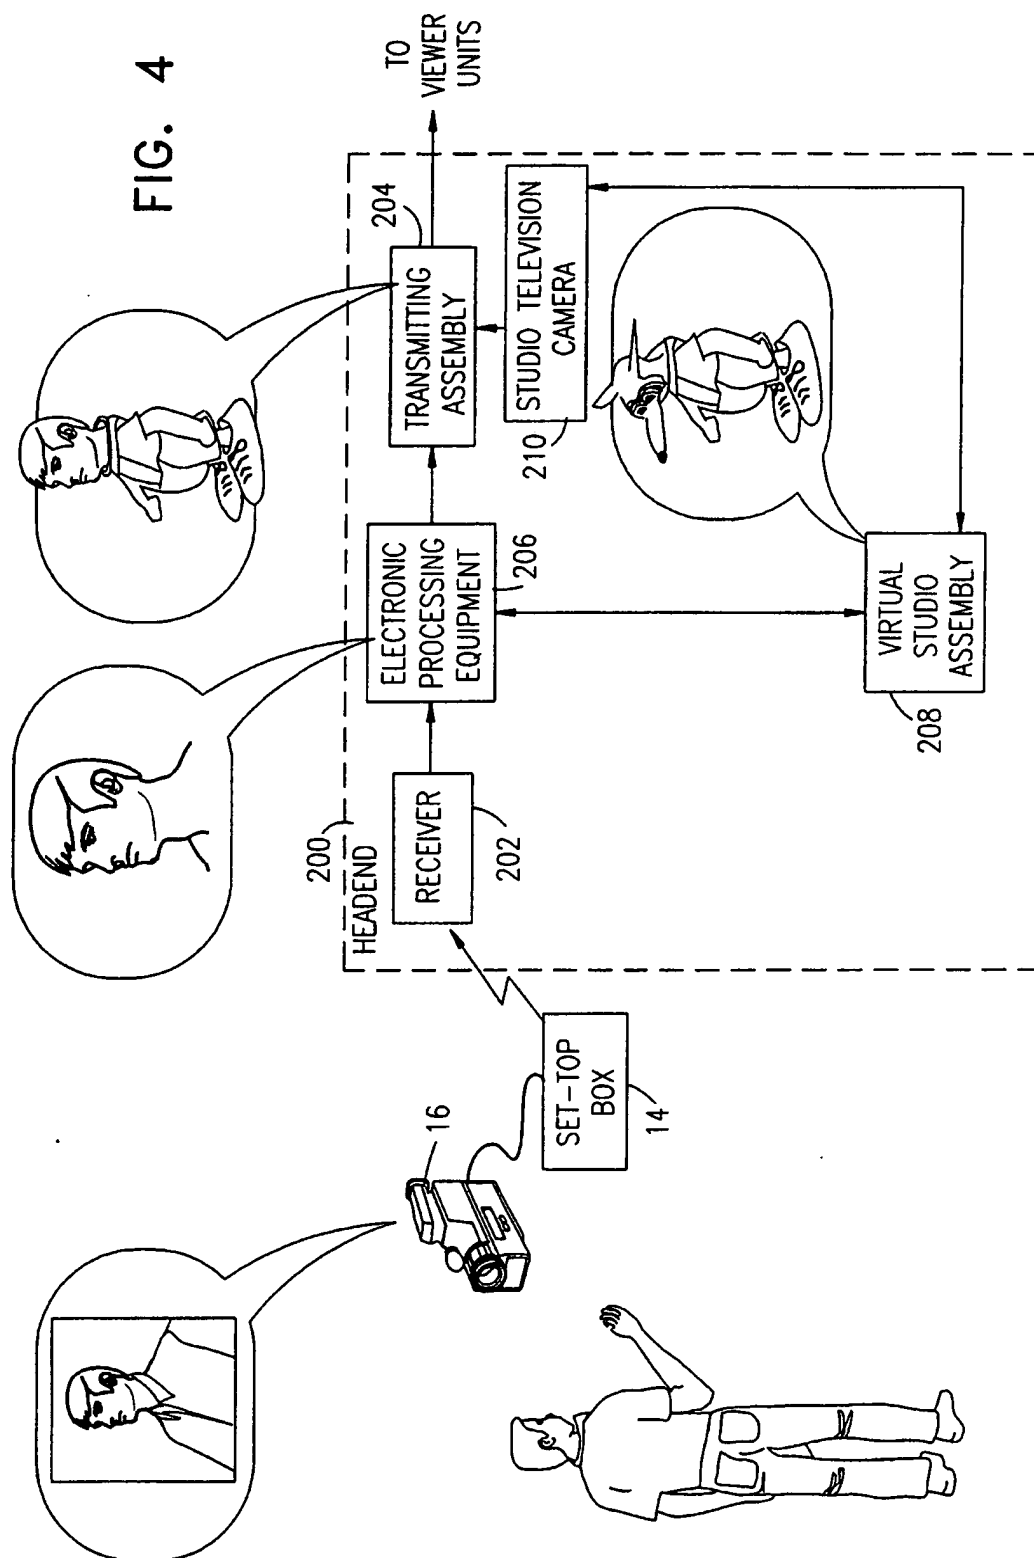 FIG. 4
16
SET-TOP
BOX
14
200
HEADEND
RECEIVER
202
ELECTRONIC
PROCESSING
EQUIPMENT
206
TRANSMITTING
ASSEMBLY
204
TO
VIEWER
UNITS
STUDIO TELEVISION
CAMERA
210
VIRTUAL
STUDIO
ASSEMBLY
208